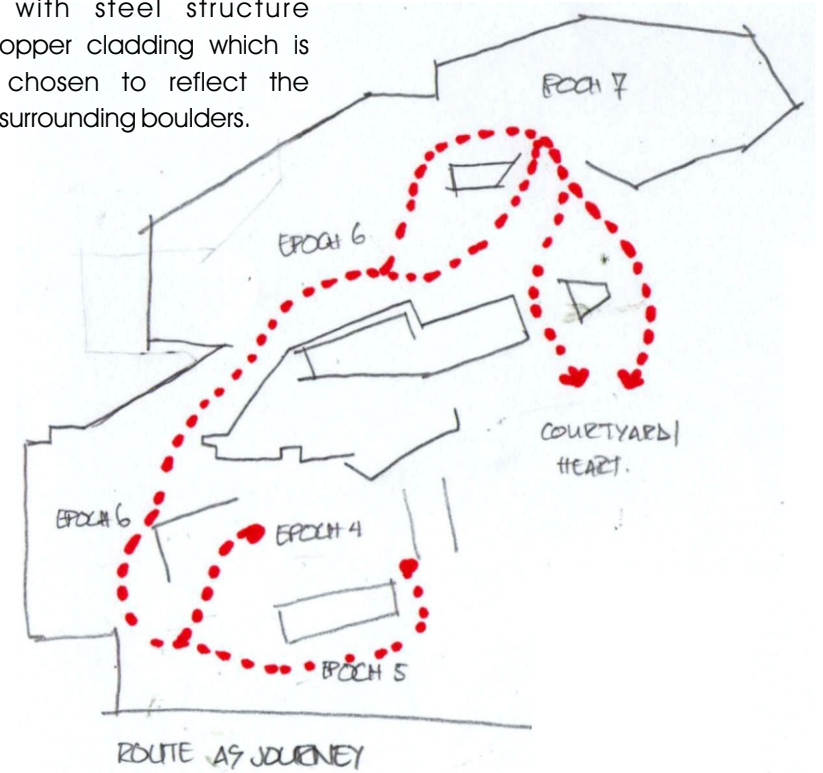 with steel structure
opper cladding which is
chosen to reflect the
surrounding boulders.
EPOCH 7
EPOCH 6
COURTYARD/
HEART.
EPOCH 6
EPOCH 4
EPOCH 5
ROUTE AS JOURNEY